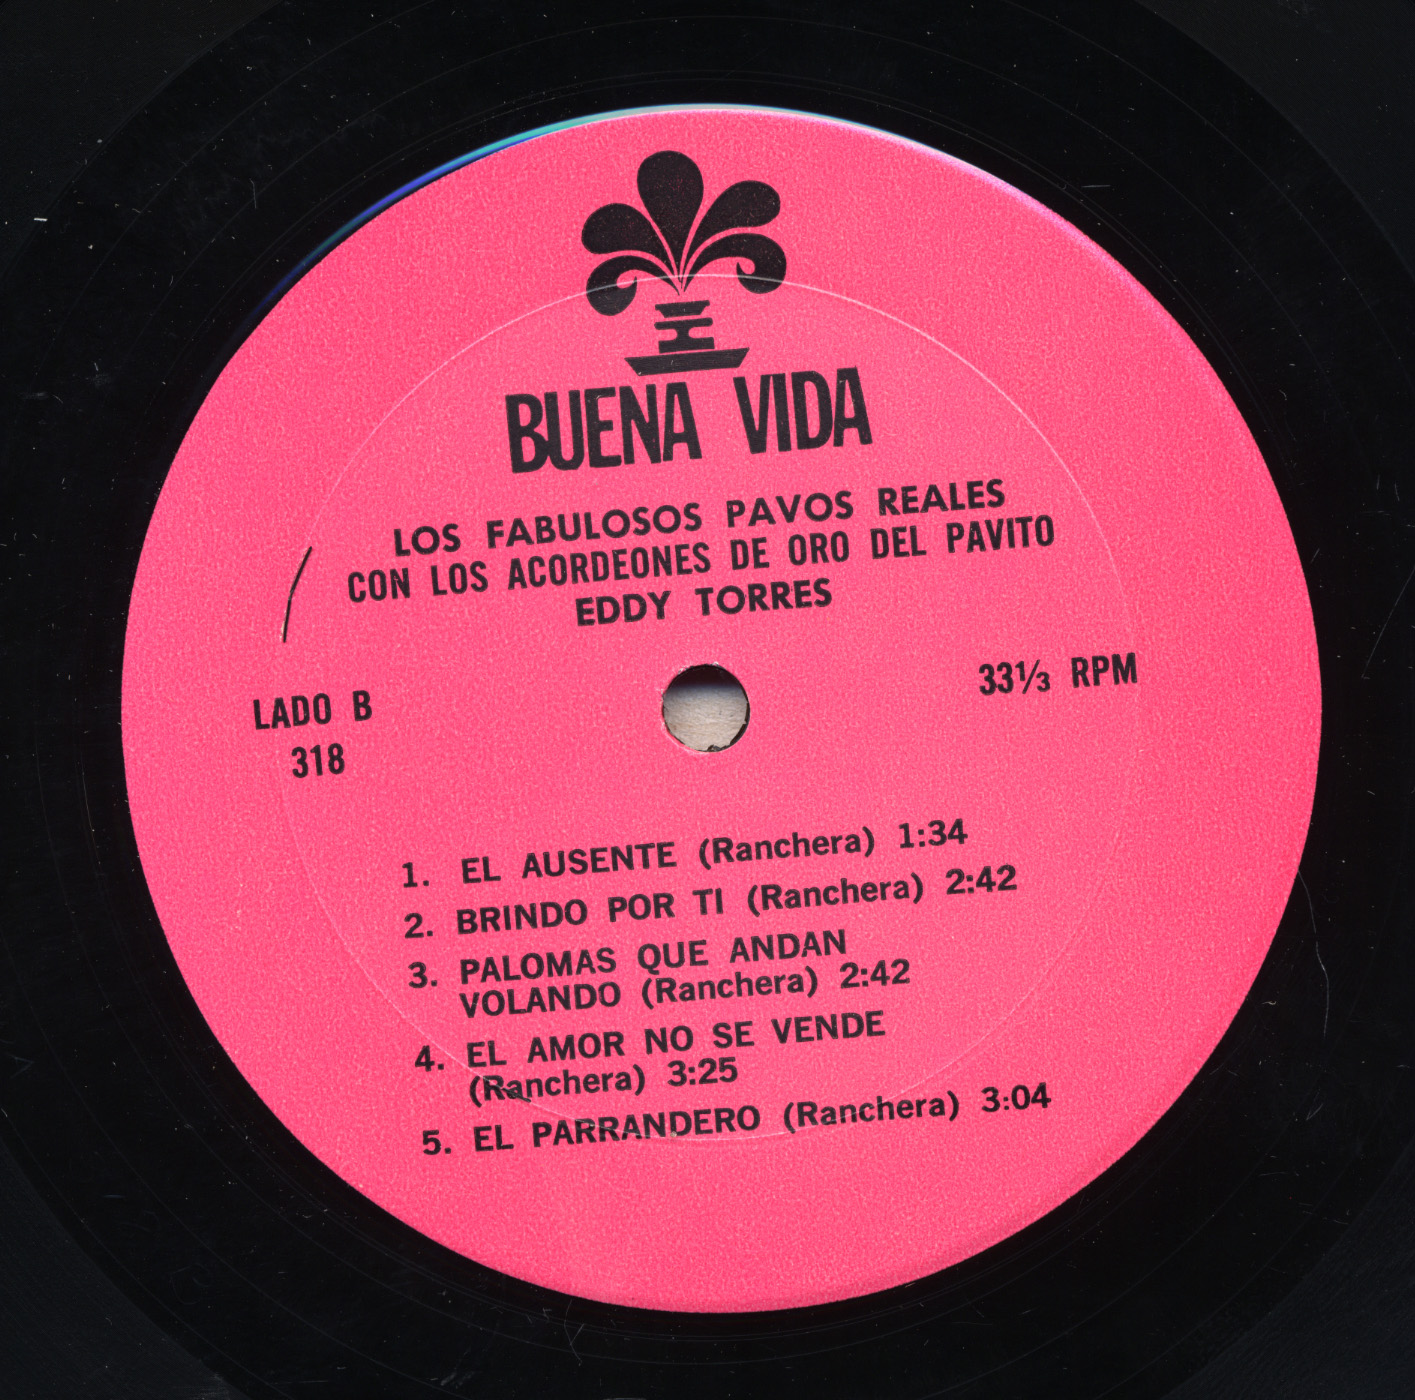 BUENA VIDA
LOS FABULOSOS PAVOS REALES
CON LOS ACORDEONES DE ORO DEL PAVITO
EDDY TORRES
LADO B
318
33⅓ RPM
1. EL AUSENTE (Ranchera) 1:34
2. BRINDO POR TI (Ranchera) 2:42
3. PALOMAS QUE ANDAN
VOLANDO (Ranchera) 2:42
4. EL AMOR NO SE VENDE
(Ranchera) 3:25
5. EL PARRANDERO (Ranchera) 3:04